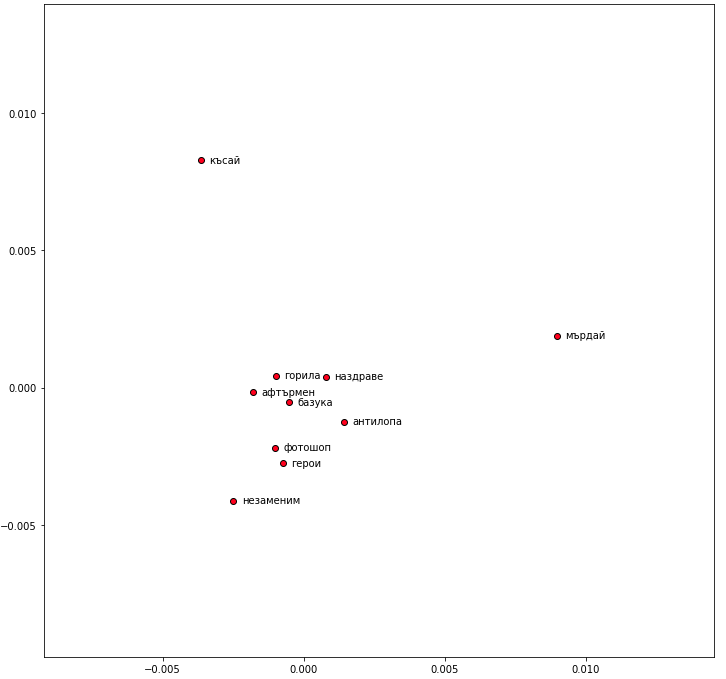 0.010
късай
0.005
мърдай
горила
наздраве
0.000
афтърмен
базука
антилопа
фотошоп
герои
незаменим
−0.005
−0.005
0.000
0.005
0.010